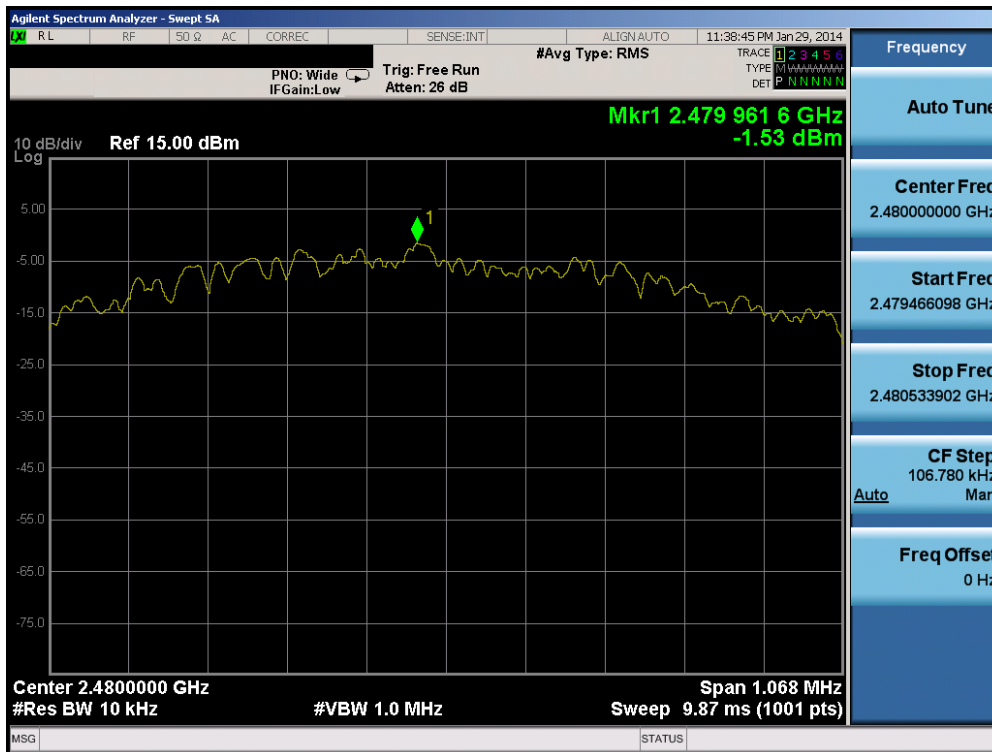 Agilent Spectrum Analyzer - Swept SA
LXI RL RF 50 Ω AC CORREC SENSE:INT ALIGN AUTO 11:38:45 PM Jan 29, 2014
#Avg Type: RMS
TRACE 1 2 3 4 5 6
TYPE M WWWWW
DET P N N N N N
PNO: Wide
IFGain:Low
Trig: Free Run
Atten: 26 dB
Mkr1 2.479 961 6 GHz
-1.53 dBm
10 dB/div Ref 15.00 dBm
Log
5.00
-5.00
-15.0
-25.0
-35.0
-45.0
-55.0
-65.0
-75.0
1
Center 2.4800000 GHz Span 1.068 MHz
#Res BW 10 kHz #VBW 1.0 MHz Sweep 9.87 ms (1001 pts)
MSG STATUS
Frequency
Auto Tune
Center Freq
2.480000000 GHz
Start Freq
2.479466098 GHz
Stop Freq
2.480533902 GHz
CF Step
106.780 kHz
Auto Man
Freq Offset
0 Hz